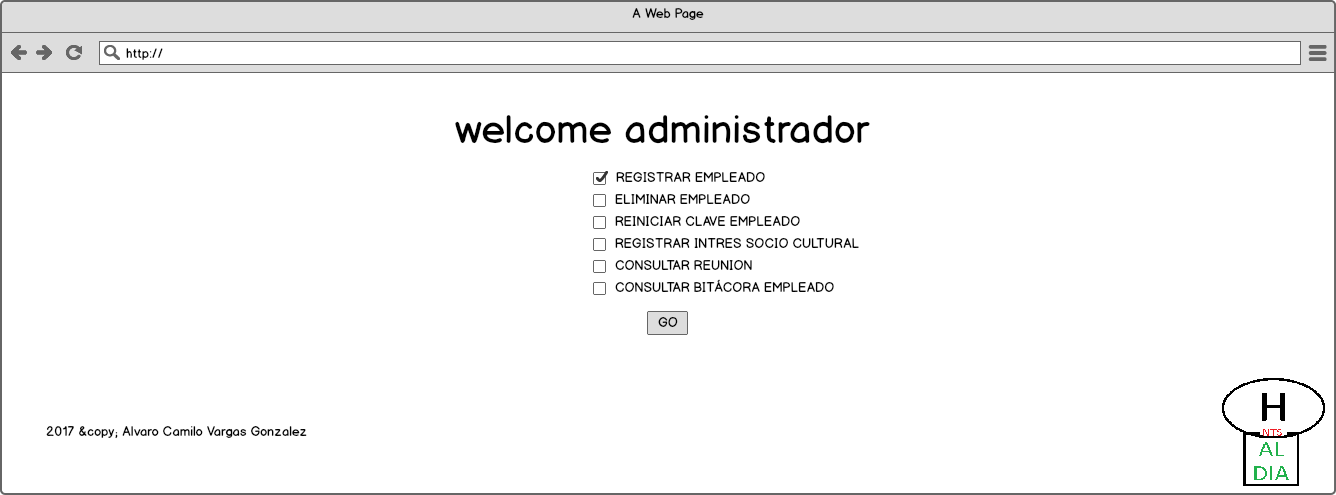 A Web Page
http://
welcome administrador
REGISTRAR EMPLEADO
ELIMINAR EMPLEADO
REINICIAR CLAVE EMPLEADO
REGISTRAR INTRES SOCIO CULTURAL
CONSULTAR REUNION
CONSULTAR BITÁCORA EMPLEADO
GO
2017 &copy; Alvaro Camilo Vargas Gonzalez
H
NTS
AL
DIA